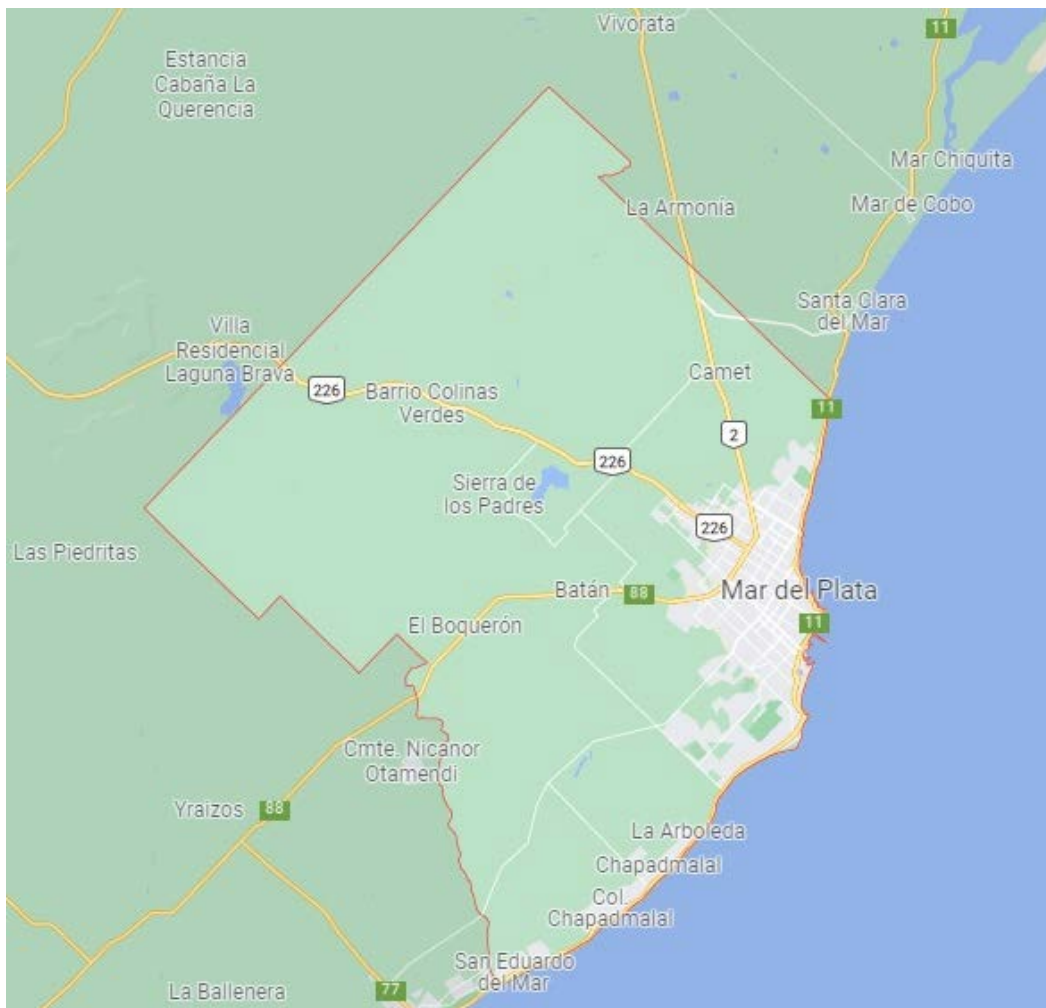 Vivorata
11
Estancia
Cabaña La
Querencia
Mar Chiquita
La Armonía
Mar de Cobo
Santa Clara
del Mar
Villa
Residencial
Laguna Brava
226
Barrio Colinas
Verdes
Camet
11
2
226
Sierra de
los Padres
226
Las Piedritas
Batán
88
Mar del Plata
11
El Boquerón
Cmte. Nicanor
Otamendi
Yraizos
88
La Arboleda
Chapadmalal
Col.
Chapadmalal
San Eduardo
del Mar
La Ballenera
77